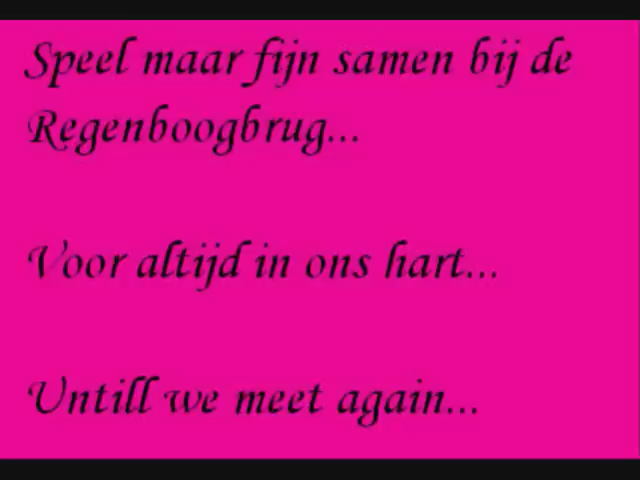 Speel maar fijn samen bij de
Regenboogbrug...
Voor altijd in ons hart...
Untill we meet again...